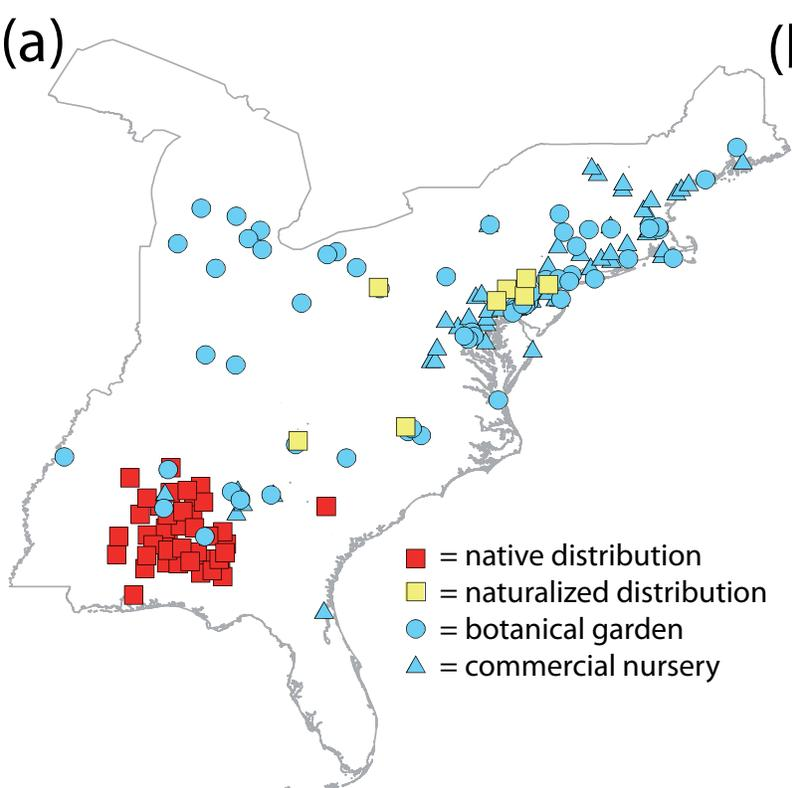 (a)
(
= native distribution
= naturalized distribution
= botanical garden
= commercial nursery